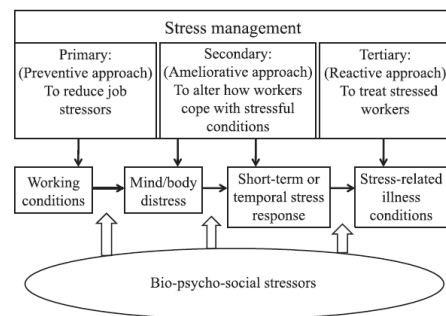 Stress management
Primary:
(Preventive approach)
To reduce job
stressors
Secondary:
(Ameliorative approach)
To alter how workers
cope with stressful
conditions
Tertiary:
(Reactive approach)
To treat stressed
workers
Working
conditions
Mind/body
distress
Short-term or
temporal stress
response
Stress-related
illness
conditions
Bio-psycho-social stressors